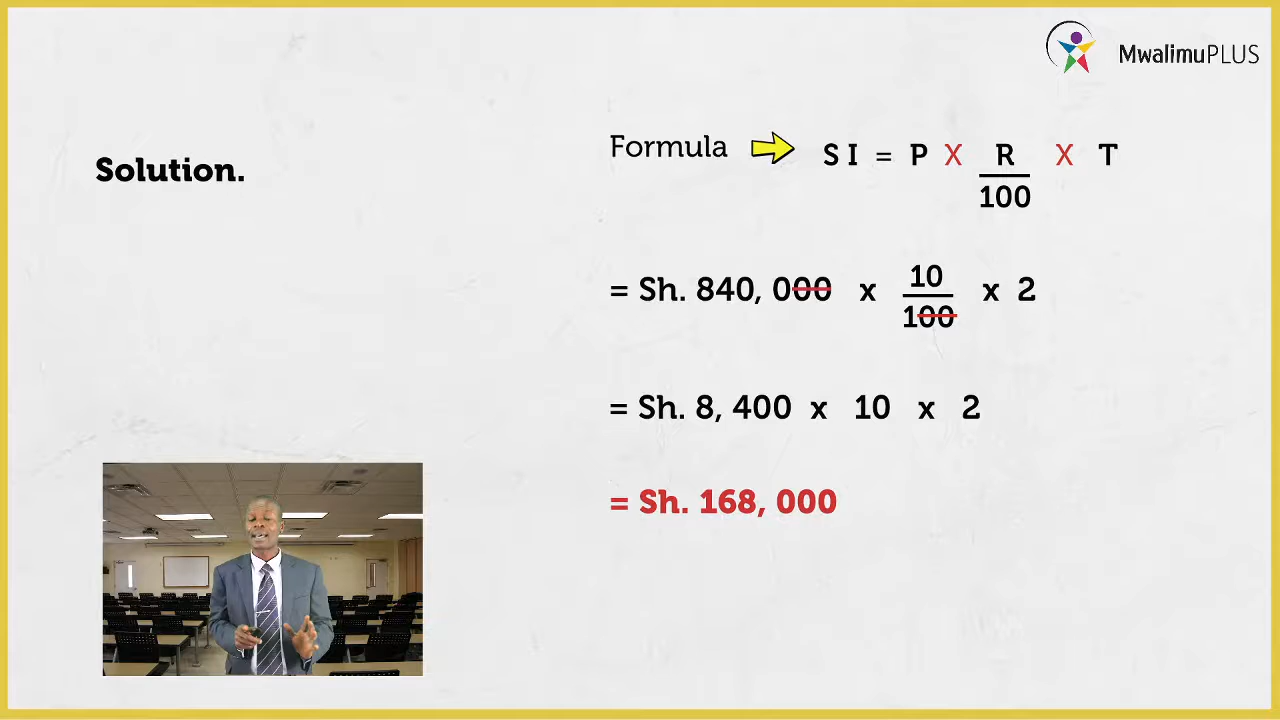 MwalimuPLUS
Solution.
Formula S I = P X R/100 X T
= Sh. 840, 000 x 10/100 x 2
= Sh. 8, 400 x 10 x 2
= Sh. 168, 000